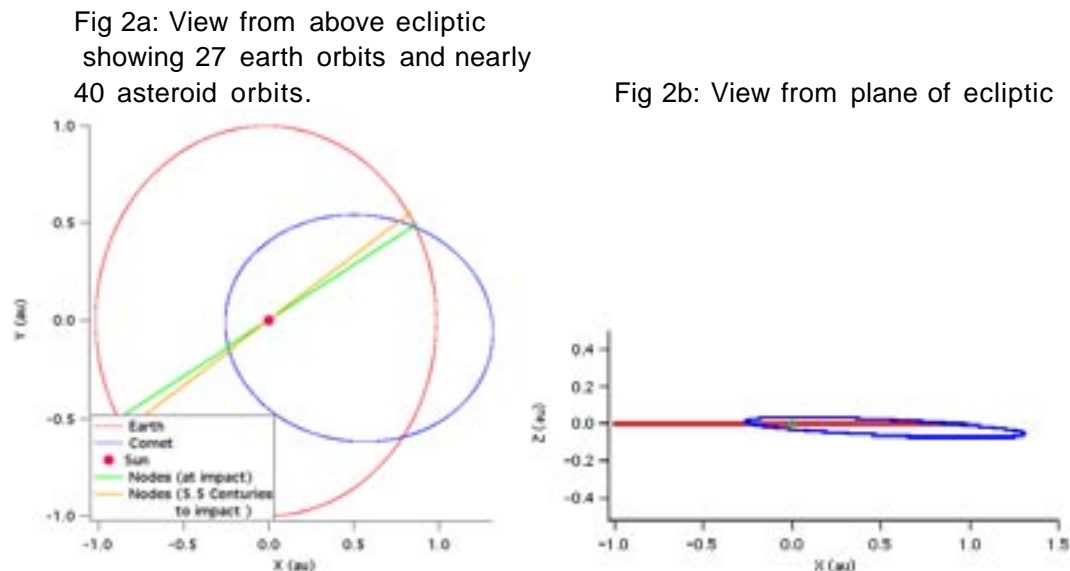 Fig 2a: View from above ecliptic
showing 27 earth orbits and nearly
40 asteroid orbits.
Fig 2b: View from plane of ecliptic
1.0
0.5
0.0
-0.5
-1.0
Y (au)
Earth
Comet
Sun
Nodes (at impact)
Nodes (5.5 Centuries
to impact )
-1.0 -0.5 0.0 0.5 1.0
X (au)
0.4
0.2
0.0
-0.2
-0.4
Z (au)
-1.0 -0.5 0.0 0.5 1.0 1.5
X (au)